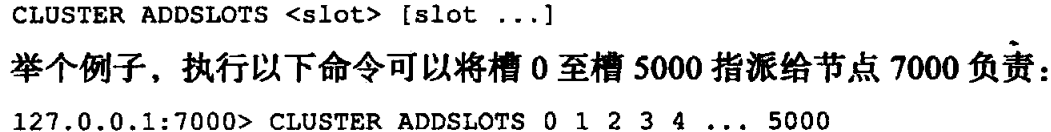 CLUSTER ADDSLOTS <slot> [slot ...]
举个例子，执行以下命令可以将槽 0 至槽 5000 指派给节点 7000 负责：
127.0.0.1:7000> CLUSTER ADDSLOTS 0 1 2 3 4 ... 5000